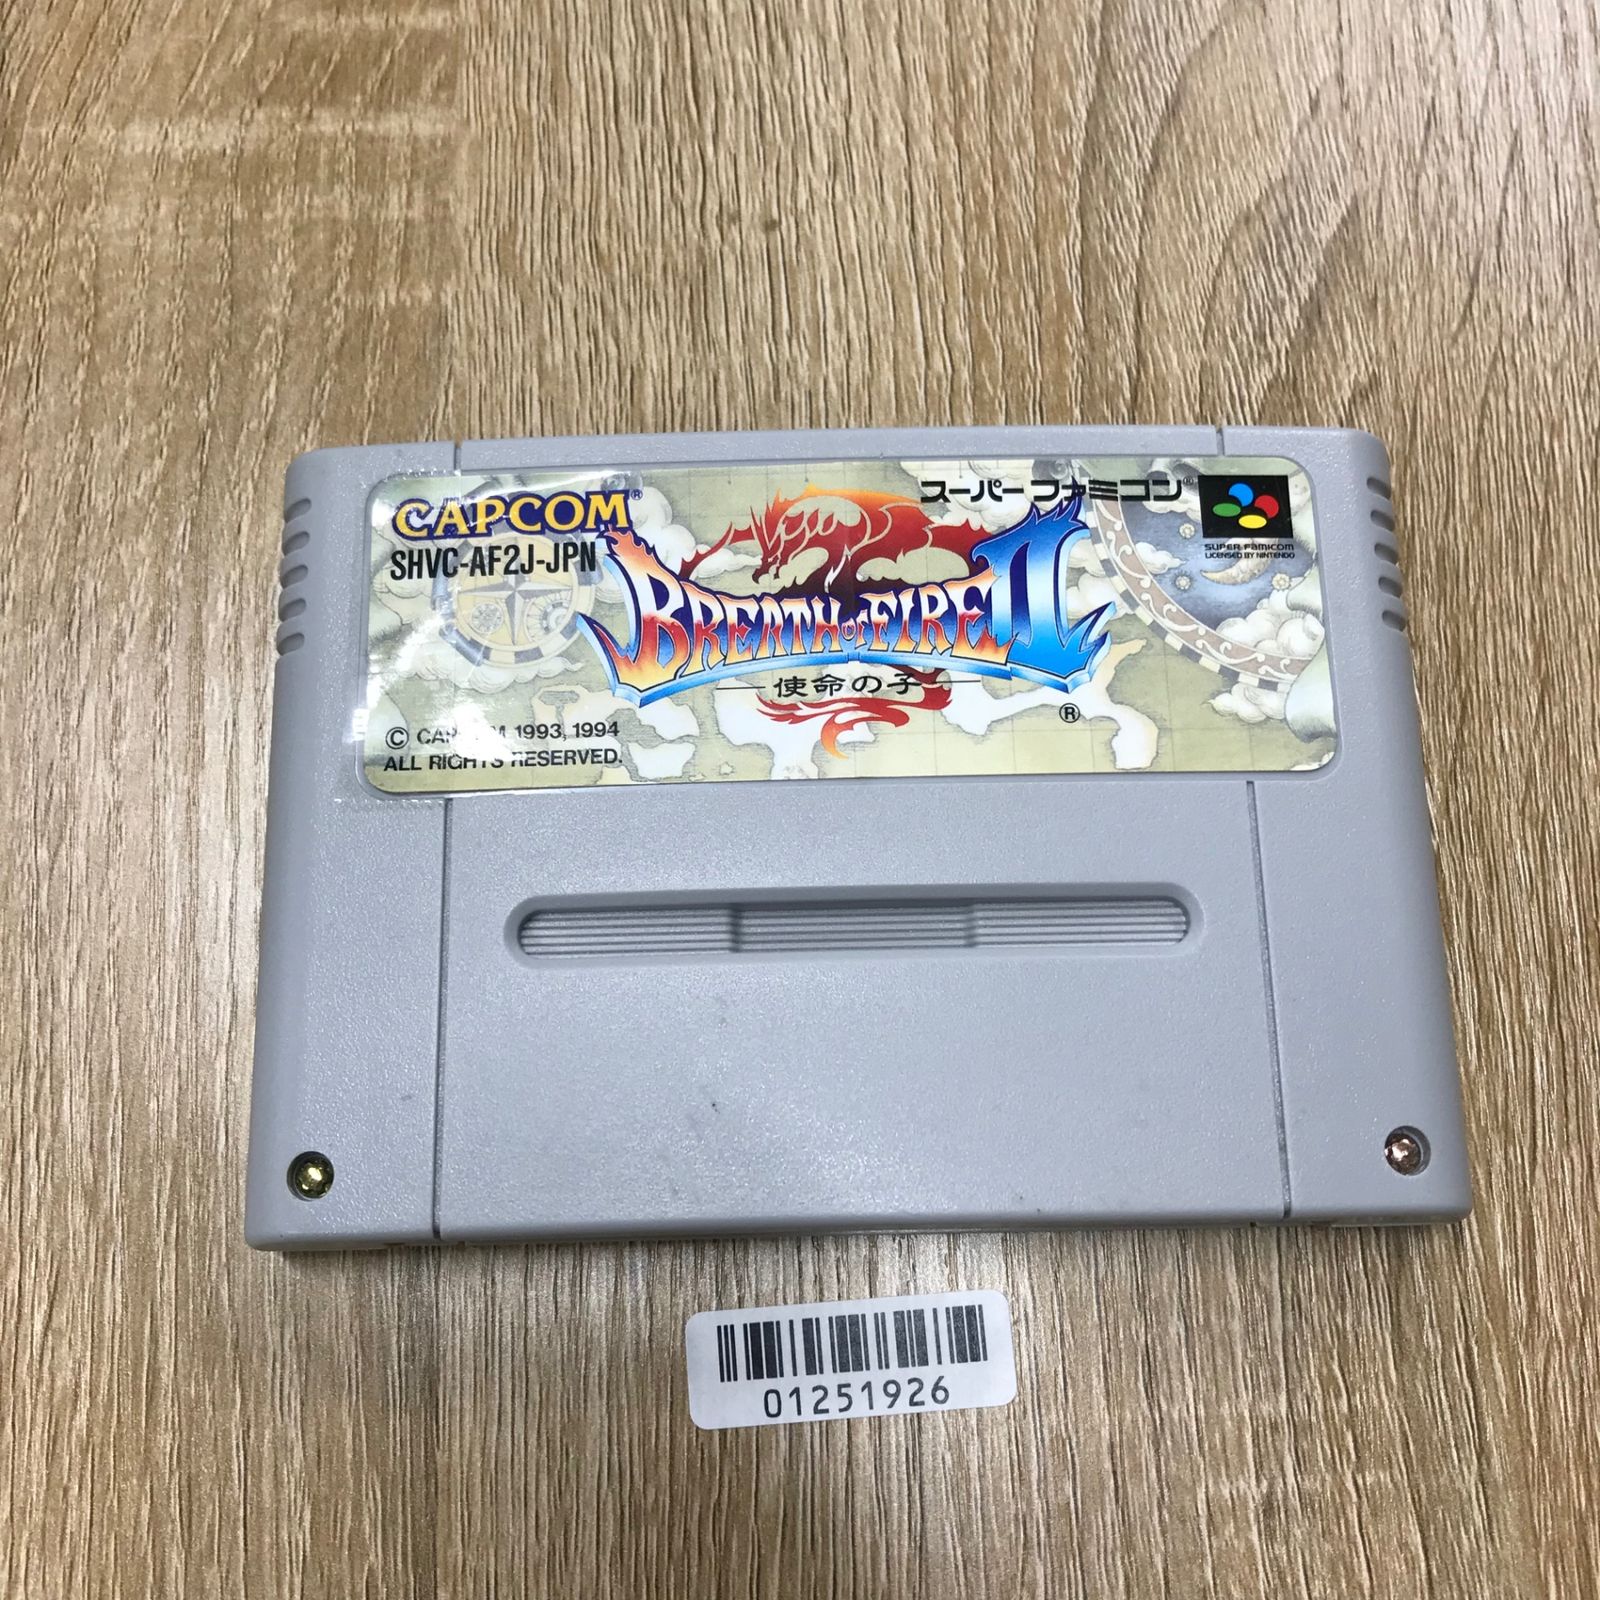 CAPCOM®
SHVC-AF2J-JPN
スーパーファミコン®
SUPER FAMICOM
LICENSED BY NINTENDO
BREATH OF FIRE II
使命の子
®
© 1993, 1994
ALL RIGHTS RESERVED.
01251926